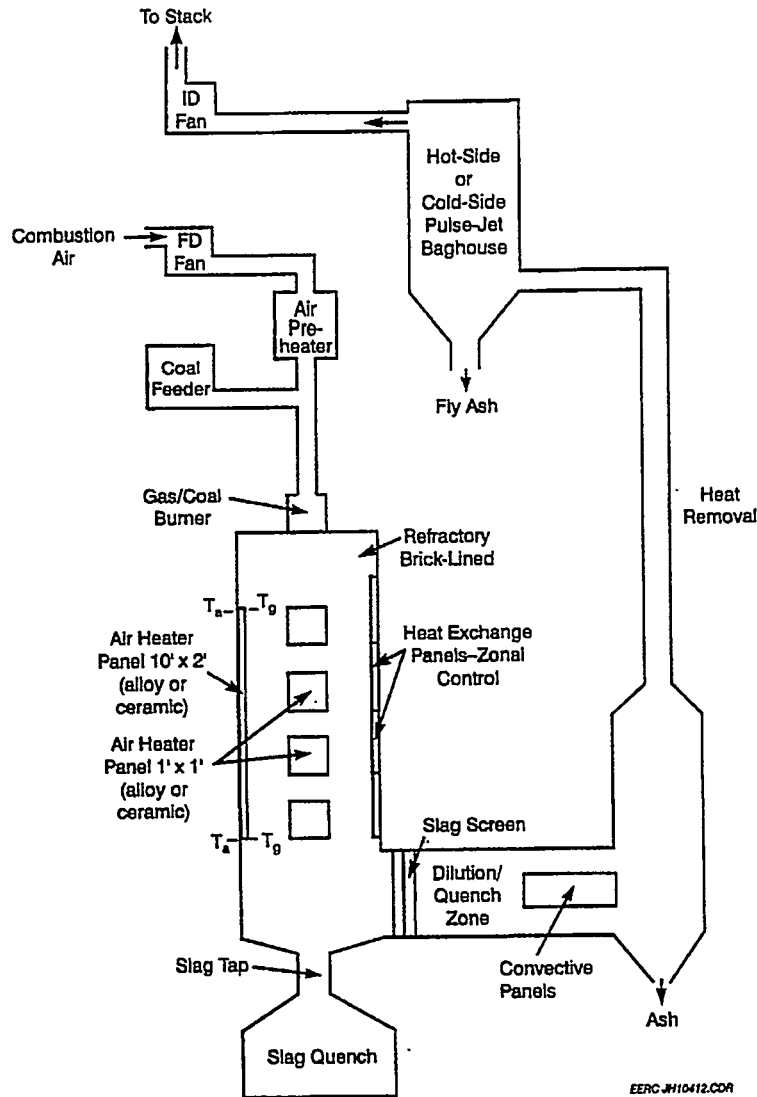 To Stack
ID
Fan
Hot-Side
or
Cold-Side
Pulse-Jet
Baghouse
Combustion
Air
FD
Fan
Air
Pre-
heater
Coal
Feeder
Fly Ash
Gas/Coal
Burner
Heat
Removal
Refractory
Brick-Lined
Ta
Tg
Air Heater
Panel 10' x 2'
(alloy or
ceramic)
Heat Exchange
Panels–Zonal
Control
Air Heater
Panel 1' x 1'
(alloy or
ceramic)
Ta
Tg
Slag Screen
Dilution/
Quench
Zone
Slag Tap
Convective
Panels
Ash
Slag Quench
EERC JH10412.CDR